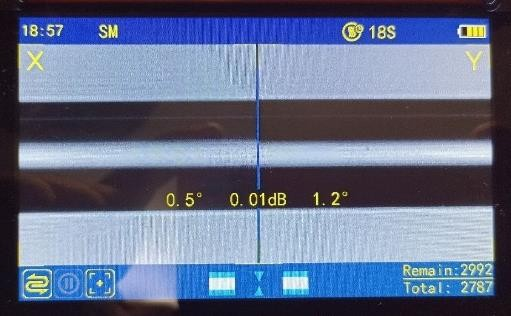 18:57 SM 18S
X Y
0.5° 0.01dB 1.2°
Remain:2992
Total: 2787